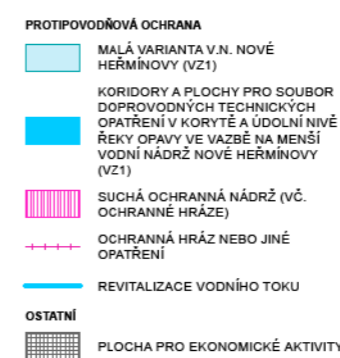 PROTIPOVODŇOVÁ OCHRANA
MALÁ VARIANTA V.N. NOVÉ
HEŘMÍNOVY (VZ1)
KORIDORY A PLOCHY PRO SOUBOR
DOPROVODNÝCH TECHNICKÝCH
OPATŘENÍ V KORYTĚ A ÚDOLNÍ NIVĚ
ŘEKY OPAVY VE VAZBĚ NA MENŠÍ
VODNÍ NÁDRŽ NOVÉ HEŘMÍNOVY
(VZ1)
SUCHÁ OCHRANNÁ NÁDRŽ (VČ.
OCHRANNÉ HRÁZE)
OCHRANNÁ HRÁZ NEBO JINÉ
OPATŘENÍ
REVITALIZACE VODNÍHO TOKU
OSTATNÍ
PLOCHA PRO EKONOMICKÉ AKTIVITY